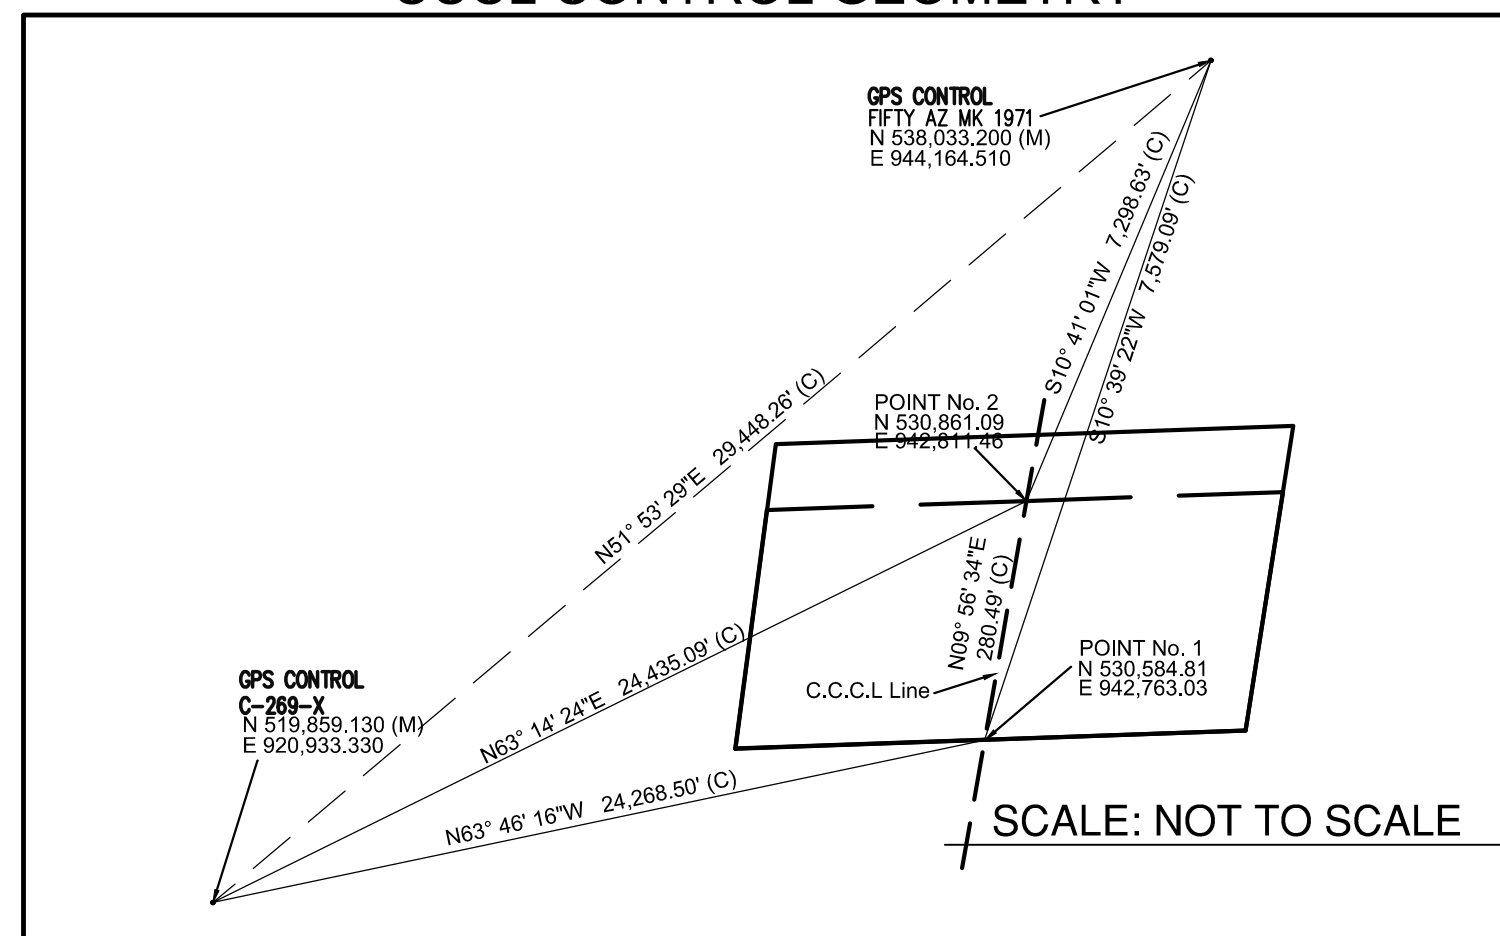 GPS CONTROL
FIFTY AZ MK 1971
N 538,033.200 (M)
E 944,164.510
S10° 41' 01"W 7,298.63' (C)
S10° 39' 22"W 7,579.09' (C)
N51° 53' 29"E 29,448.26' (C)
POINT No. 2
N 530,861.09
E 942,811.46
N09° 56' 34"E
280.49' (C)
POINT No. 1
N 530,584.81
E 942,763.03
C.C.C.L Line
N63° 14' 24"E 24,435.09' (C)
GPS CONTROL
C-269-X
N 519,859.130 (M)
E 920,933.330
N63° 46' 16"W 24,268.50' (C)
SCALE: NOT TO SCALE